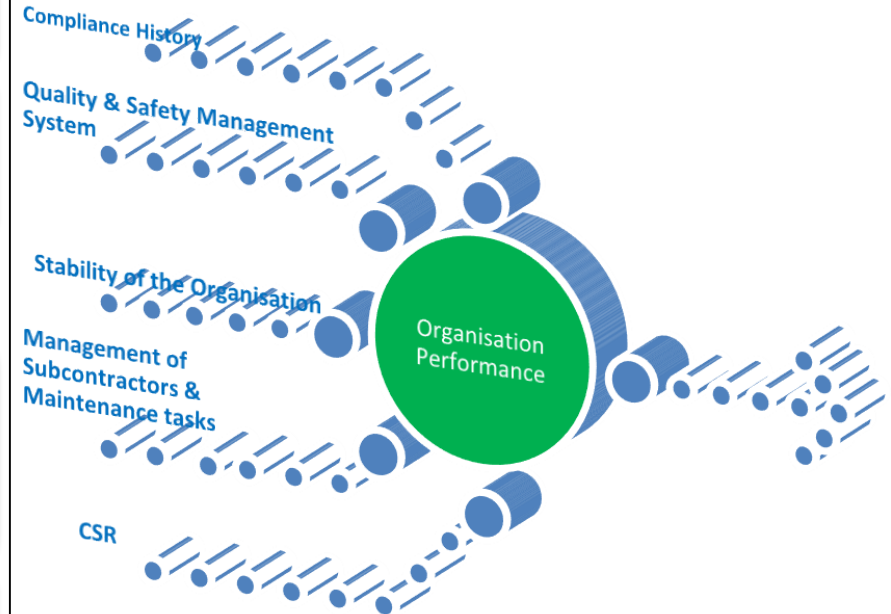 Compliance History
Quality & Safety Management
System
Stability of the Organisation
Management of
Subcontractors &
Maintenance tasks
CSR
Organisation
Performance